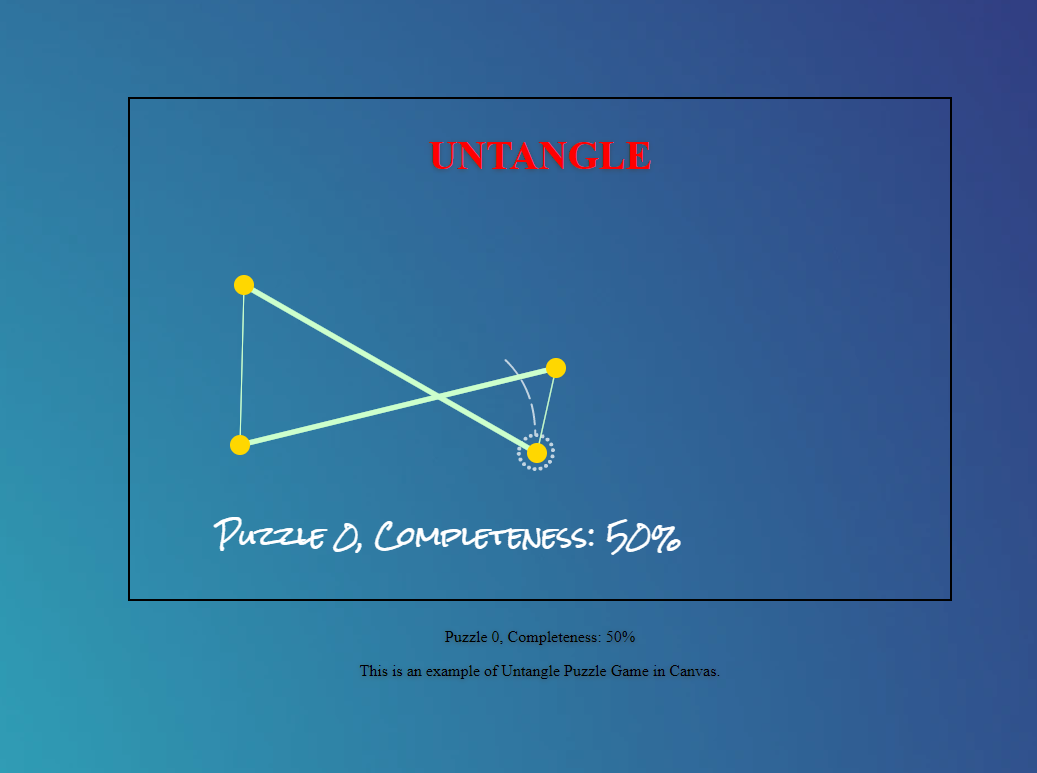 UNTANGLE
Puzzle 0, Completeness: 50%
Puzzle 0, Completeness: 50%
This is an example of Untangle Puzzle Game in Canvas.